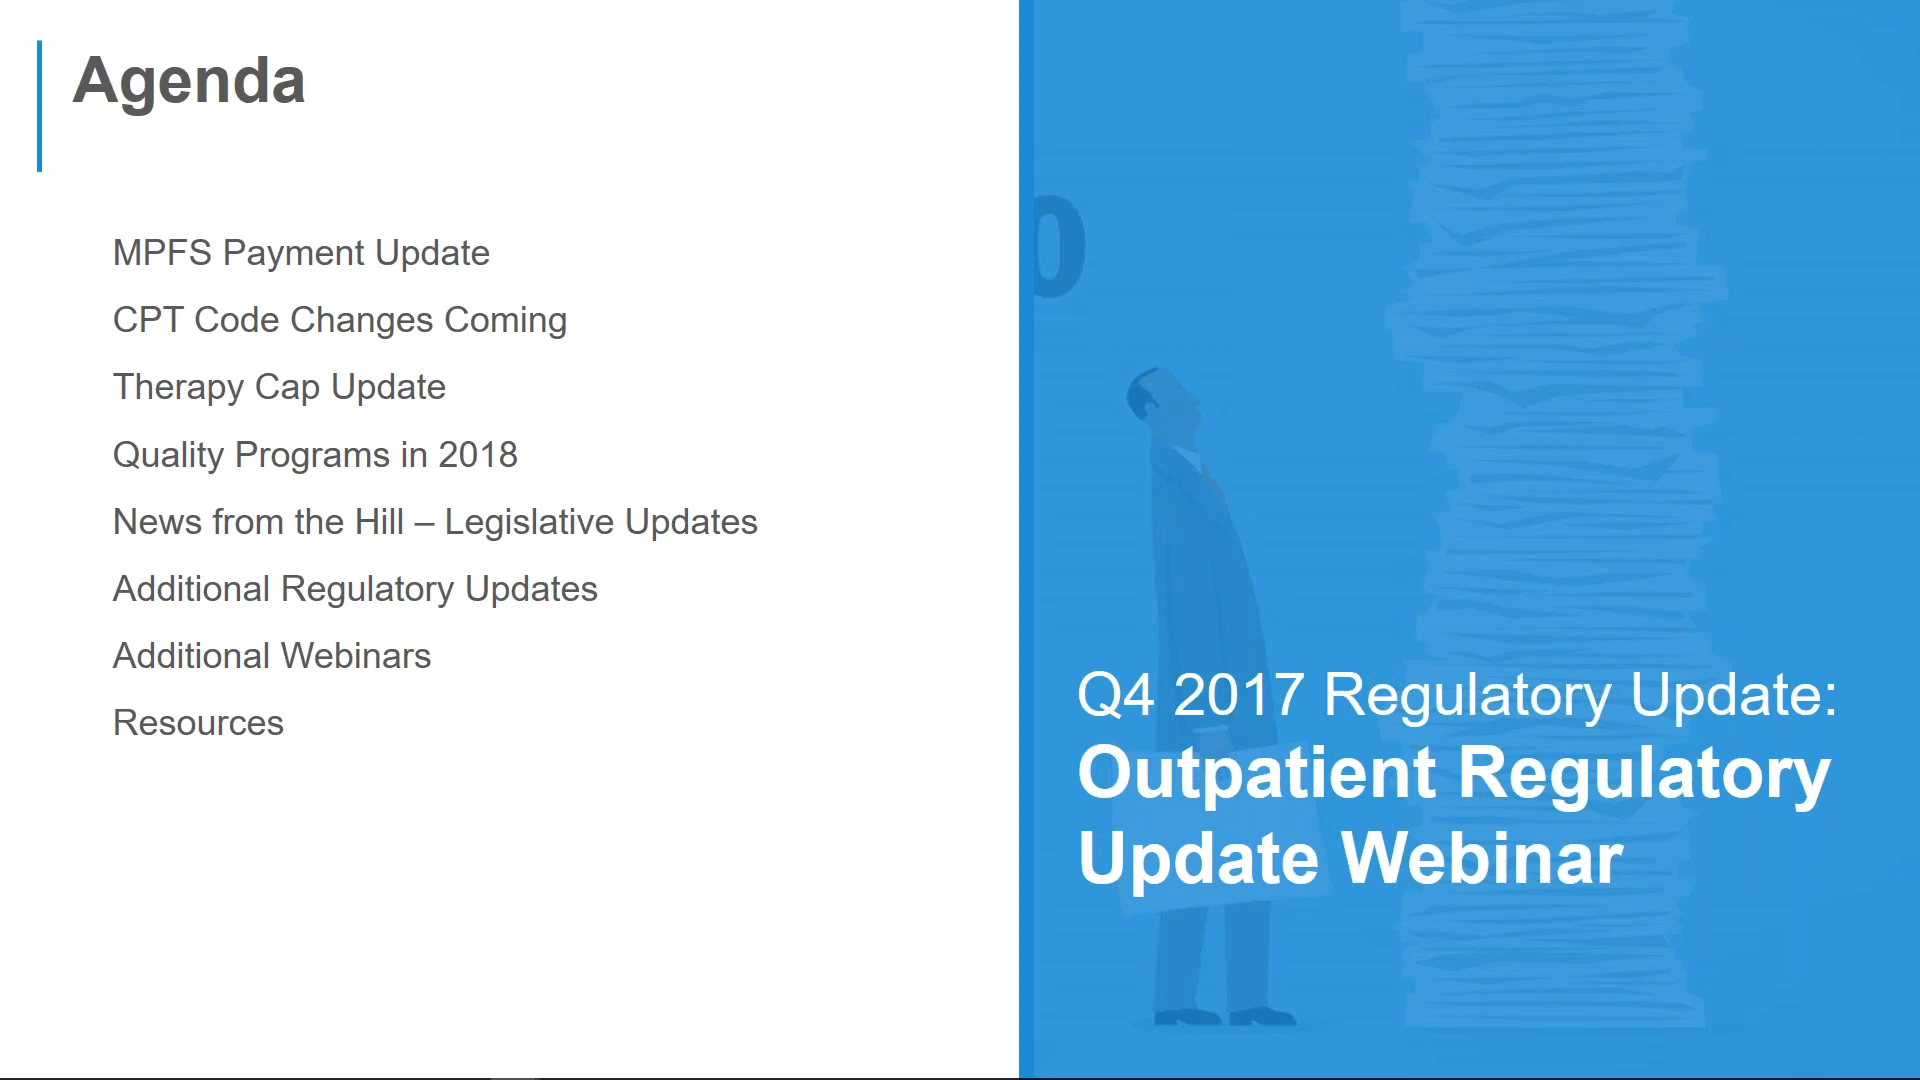 Agenda
MPFS Payment Update
CPT Code Changes Coming
Therapy Cap Update
Quality Programs in 2018
News from the Hill – Legislative Updates
Additional Regulatory Updates
Additional Webinars
Resources
0
Q4 2017 Regulatory Update:
Outpatient Regulatory
Update Webinar